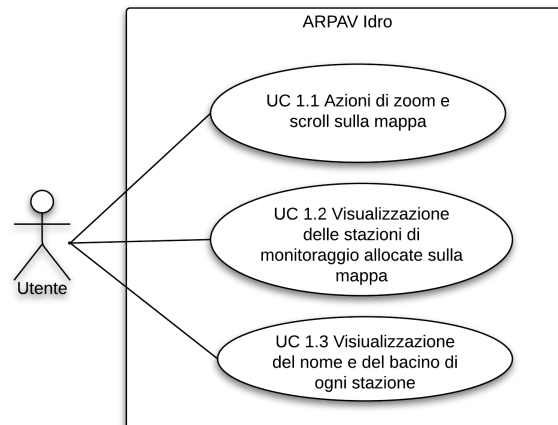 ARPAV Idro
UC 1.1 Azioni di zoom e
scroll sulla mappa
UC 1.2 Visualizzazione
delle stazioni di
monitoraggio allocate sulla
mappa
Utente
UC 1.3 Visiualizzazione
del nome e del bacino di
ogni stazione